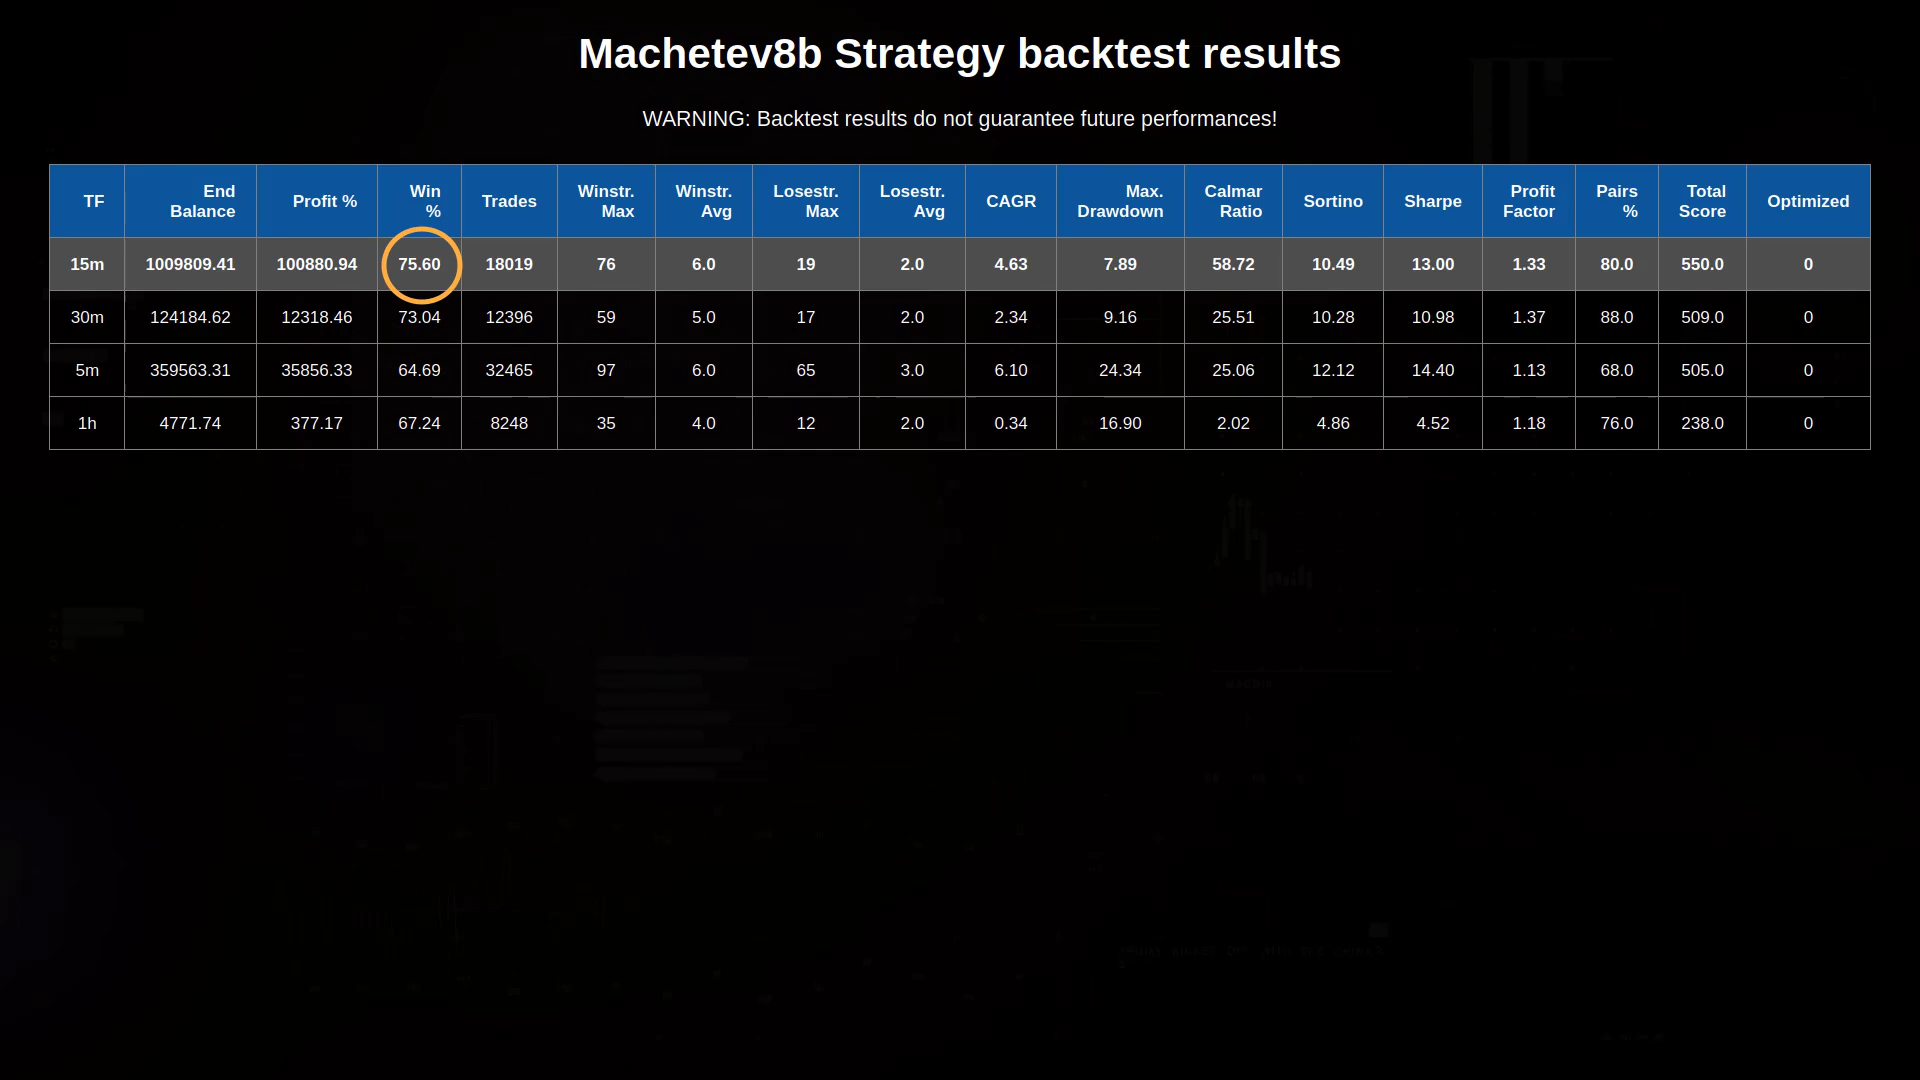 Machetev8b Strategy backtest results
WARNING: Backtest results do not guarantee future performances!
TF End Balance Profit % Win % Trades Winstr. Max Winstr. Avg Losestr. Max Losestr. Avg CAGR Max. Drawdown Calmar Ratio Sortino Sharpe Profit Factor Pairs % Total Score Optimized
15m 1009809.41 100880.94 75.60 18019 76 6.0 19 2.0 4.63 7.89 58.72 10.49 13.00 1.33 80.0 550.0 0
30m 124184.62 12318.46 73.04 12396 59 5.0 17 2.0 2.34 9.16 25.51 10.28 10.98 1.37 88.0 509.0 0
5m 359563.31 35856.33 64.69 32465 97 6.0 65 3.0 6.10 24.34 25.06 12.12 14.40 1.13 68.0 505.0 0
1h 4771.74 377.17 67.24 8248 35 4.0 12 2.0 0.34 16.90 2.02 4.86 4.52 1.18 76.0 238.0 0